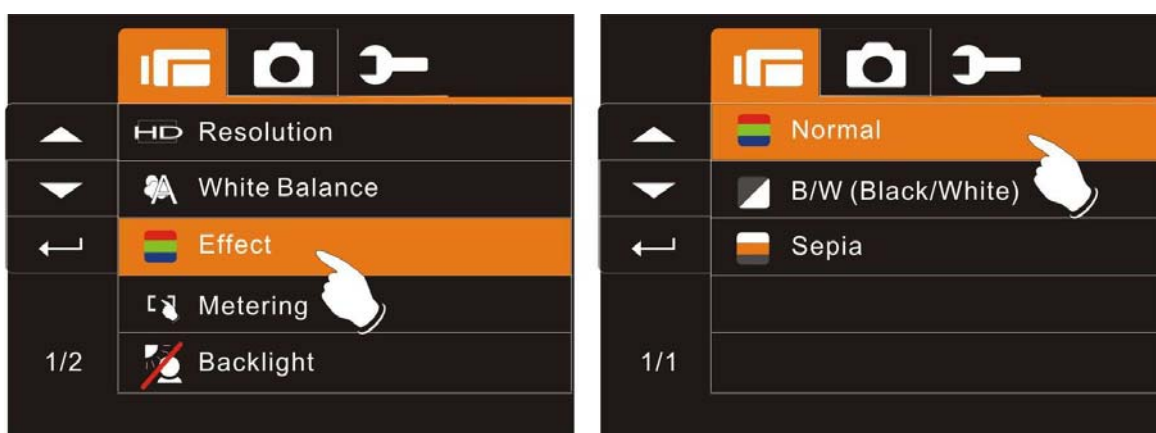 HD Resolution
White Balance
Effect
Metering
1/2 Backlight
Normal
B/W (Black/White)
Sepia
1/1